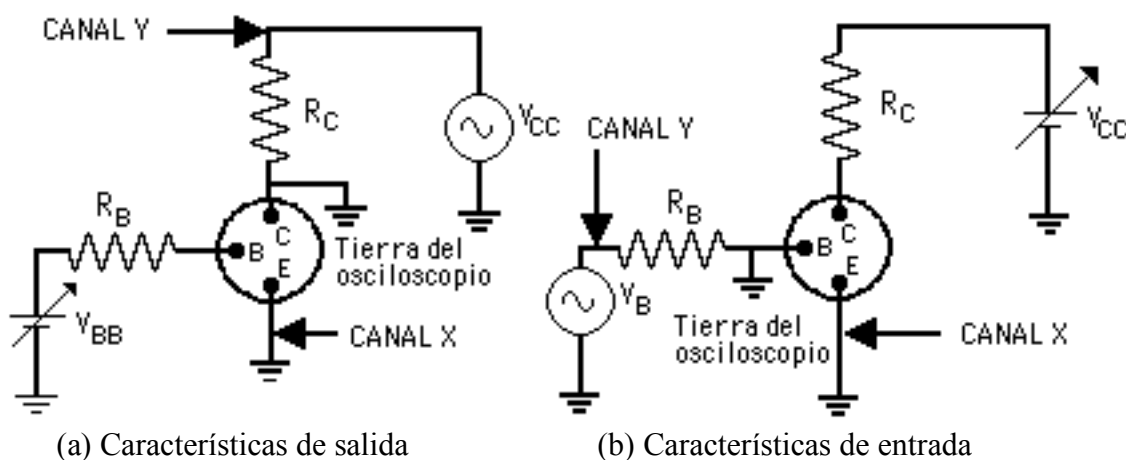 CANAL Y
R_C
V_CC
R_B
B
C
E
Tierra del
osciloscopio
V_BB
CANAL X
CANAL Y
R_C
V_CC
R_B
B
C
E
V_B
Tierra del
osciloscopio
CANAL X
(a) Características de salida
(b) Características de entrada